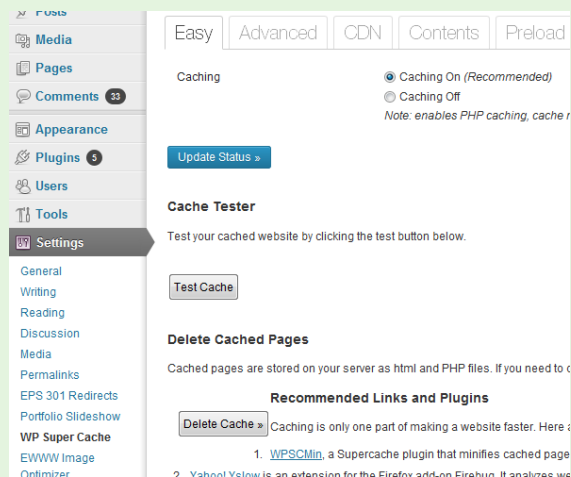 Posts
Media
Pages
Comments 33
Appearance
Plugins 5
Users
Tools
Settings
General
Writing
Reading
Discussion
Media
Permalinks
EPS 301 Redirects
Portfolio Slideshow
WP Super Cache
EWWW Image
Optimizer
Easy Advanced CDN Contents Preload
Caching
Caching On (Recommended)
Caching Off
Note: enables PHP caching, cache
Update Status »
Cache Tester
Test your cached website by clicking the test button below.
Test Cache
Delete Cached Pages
Cached pages are stored on your server as html and PHP files. If you need to
Recommended Links and Plugins
Delete Cache » Caching is only one part of making a website faster. Here
1. WPSCMin, a Supercache plugin that minifies cached page
2. Yahoo! Yslow is an extension for the Firefox add-on Firebug. It analyzes